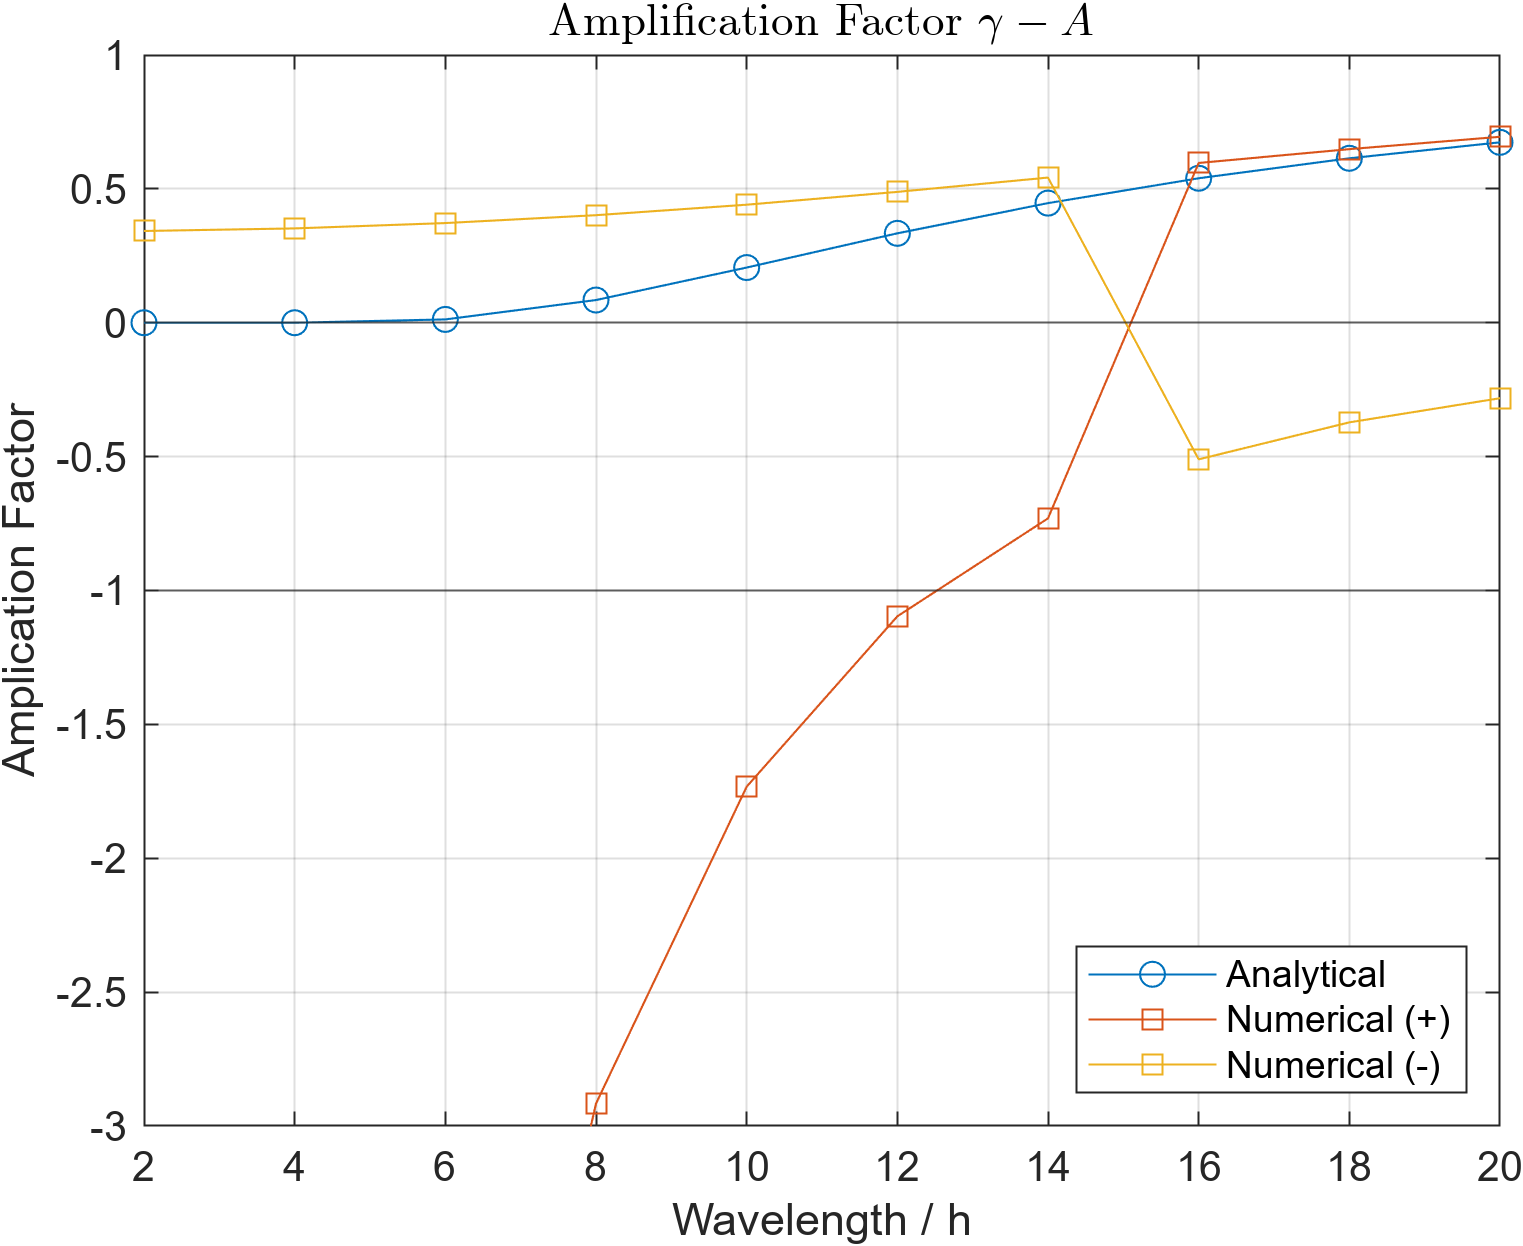 Amplification Factor γ − A
1
0.5
0
-0.5
-1
-1.5
-2
-2.5
-3
Amplication Factor
2 4 6 8 10 12 14 16 18 20
Wavelength / h
Analytical
Numerical (+)
Numerical (-)